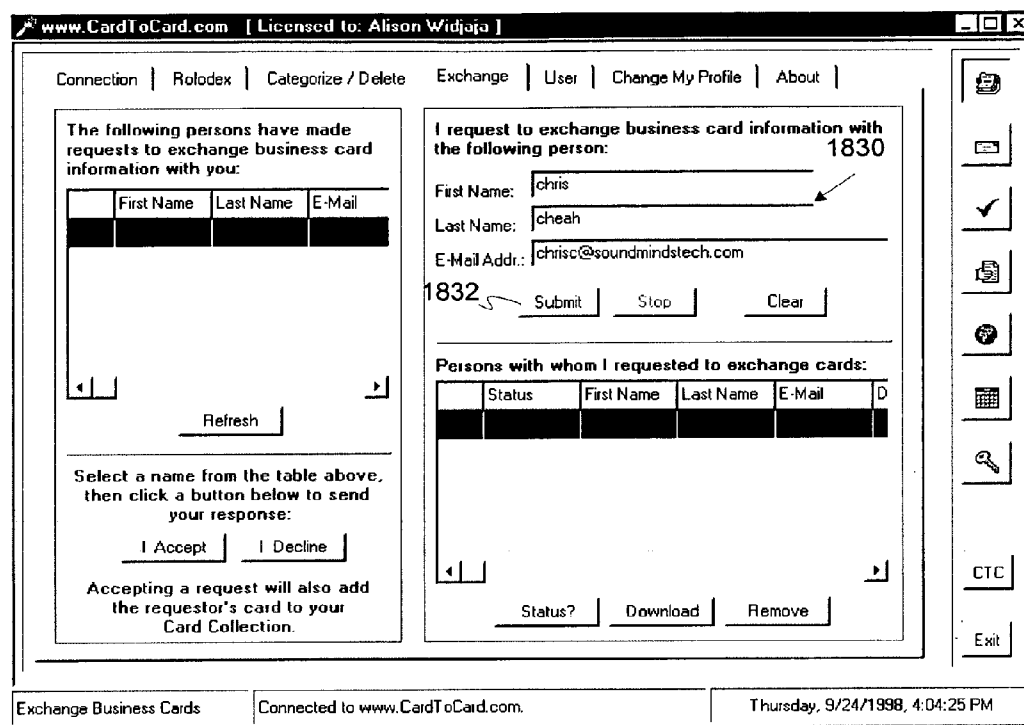 www.CardToCard.com [ Licensed to: Alison Widjaja ]
Connection Rolodex Categorize / Delete Exchange User Change My Profile About
The following persons have made
requests to exchange business card
information with you:
First Name Last Name E-Mail
Refresh
Select a name from the table above,
then click a button below to send
your response:
I Accept I Decline
Accepting a request will also add
the requestor's card to your
Card Collection.
I request to exchange business card information with
the following person:
1830
First Name: chris
Last Name: cheah
E-Mail Addr.: chrisc@soundmindstech.com
1832
Submit Stop Clear
Persons with whom I requested to exchange cards:
Status First Name Last Name E-Mail D
Status? Download Remove
CTC
Exit
Exchange Business Cards Connected to www.CardToCard.com. Thursday, 9/24/1998, 4:04:25 PM